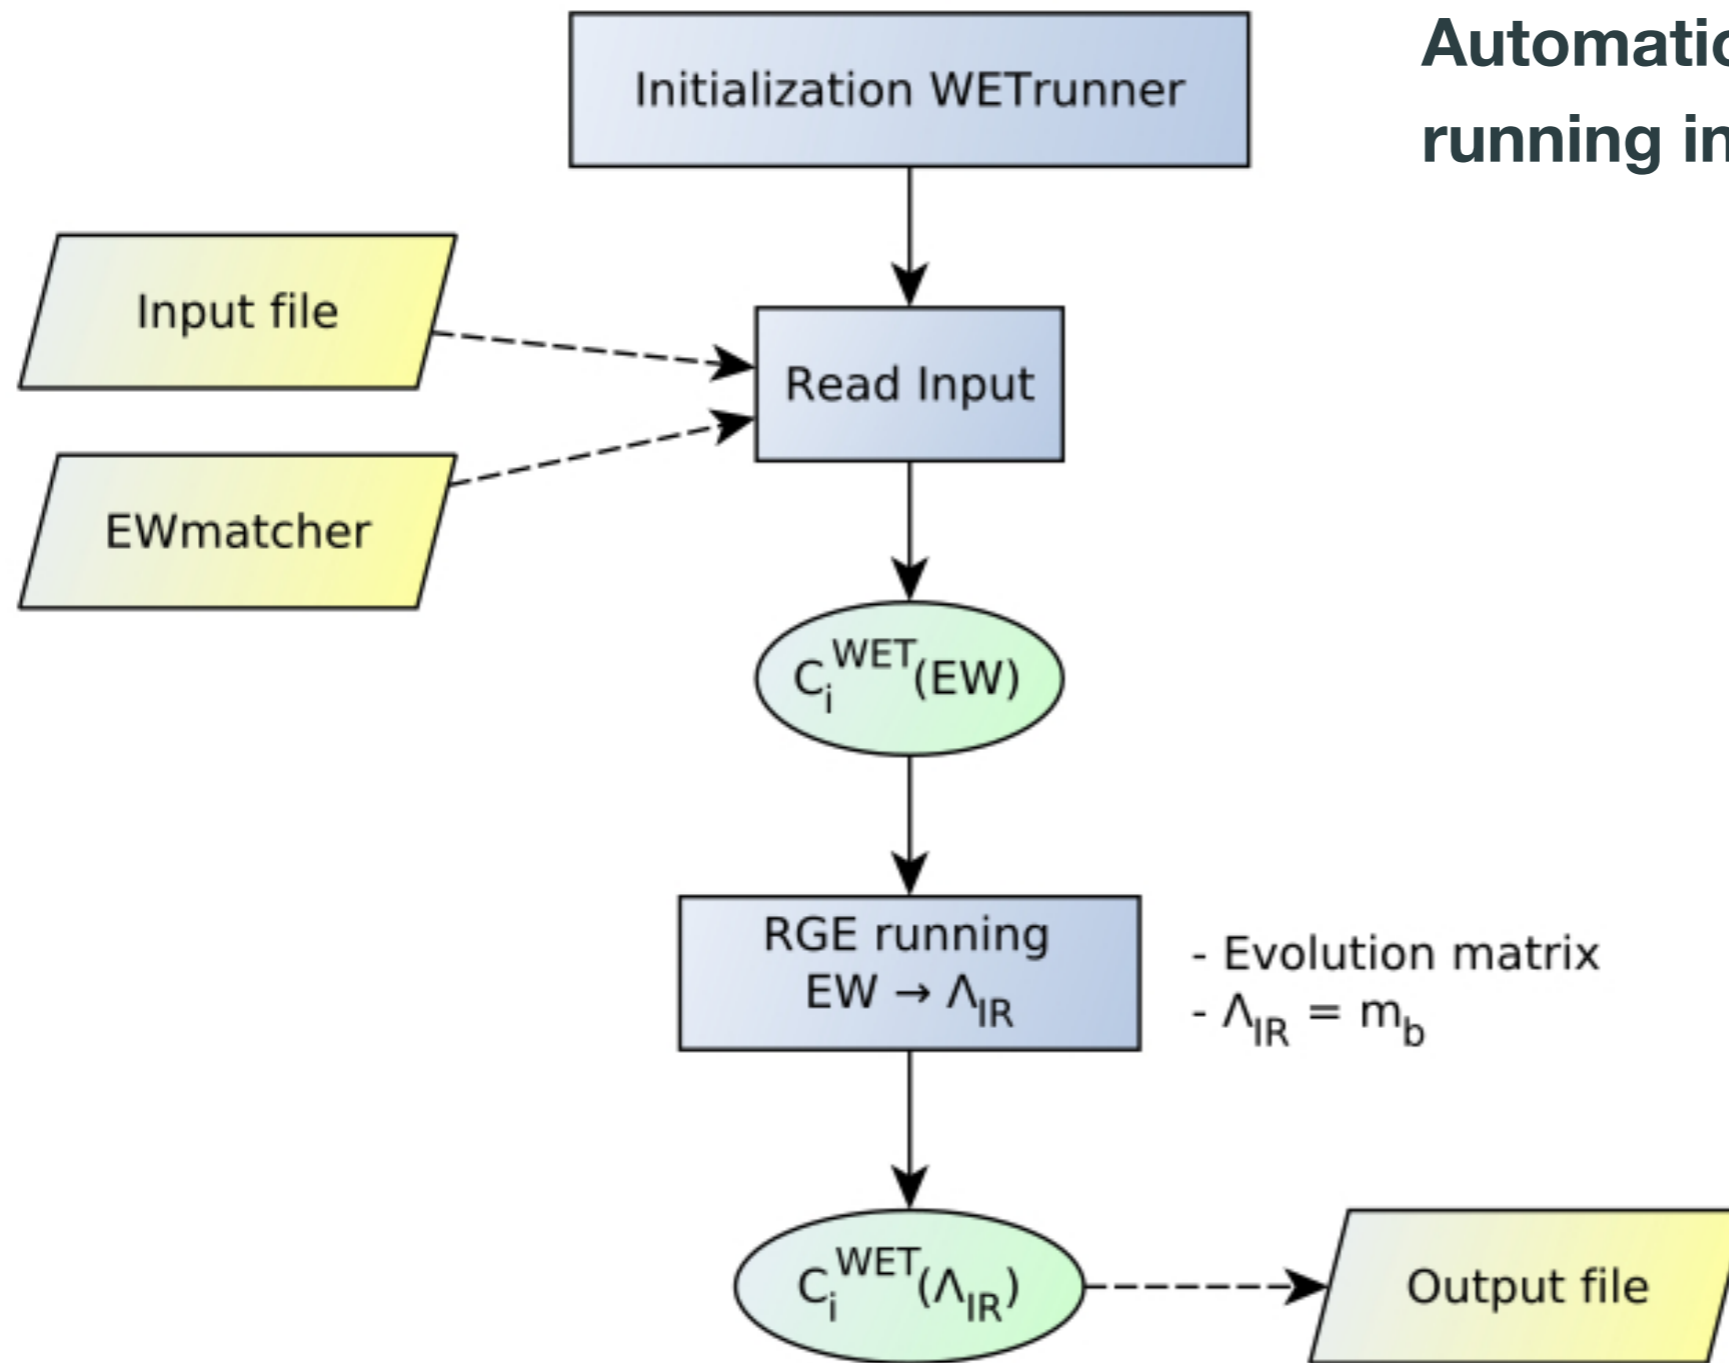 Initialization WETrunner
running in
Input file
Read Input
EWmatcher
C_i^WET(EW)
RGE running
EW → Λ_IR
- Evolution matrix
- Λ_IR = m_b
C_i^WET(Λ_IR)
Output file